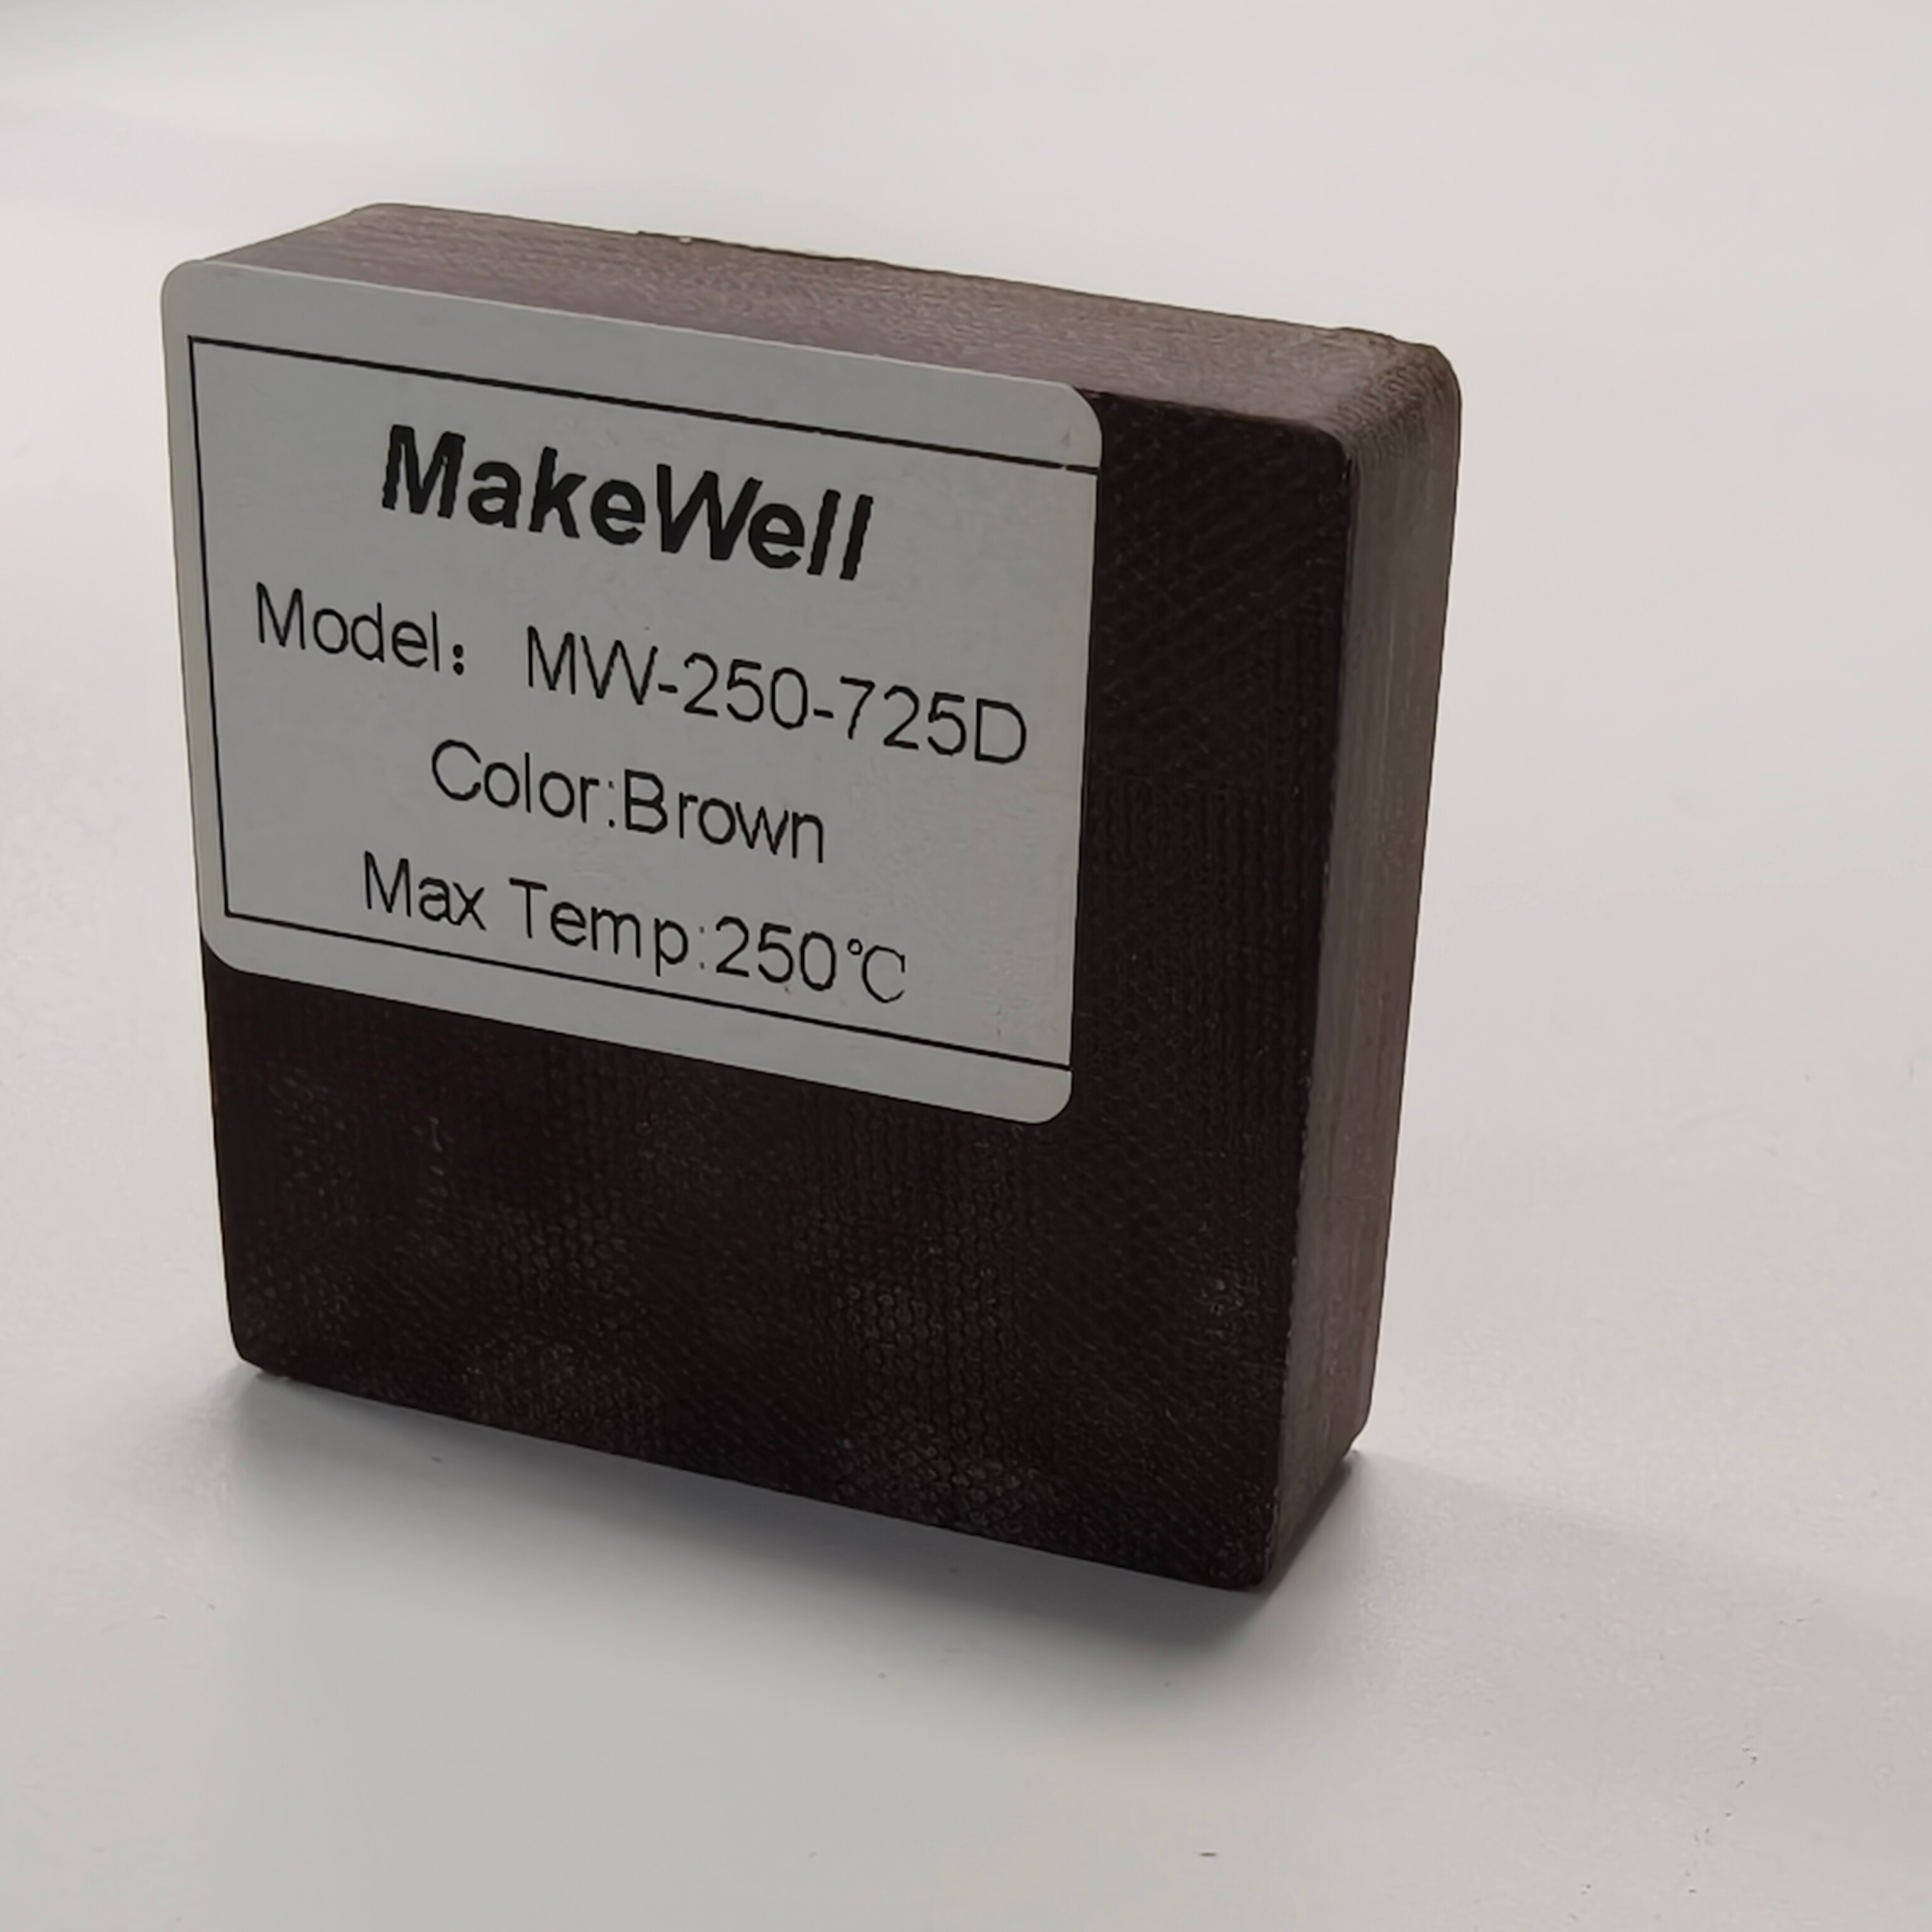 MakeWell
Model： MW-250-725D
Color:Brown
Max Temp:250℃